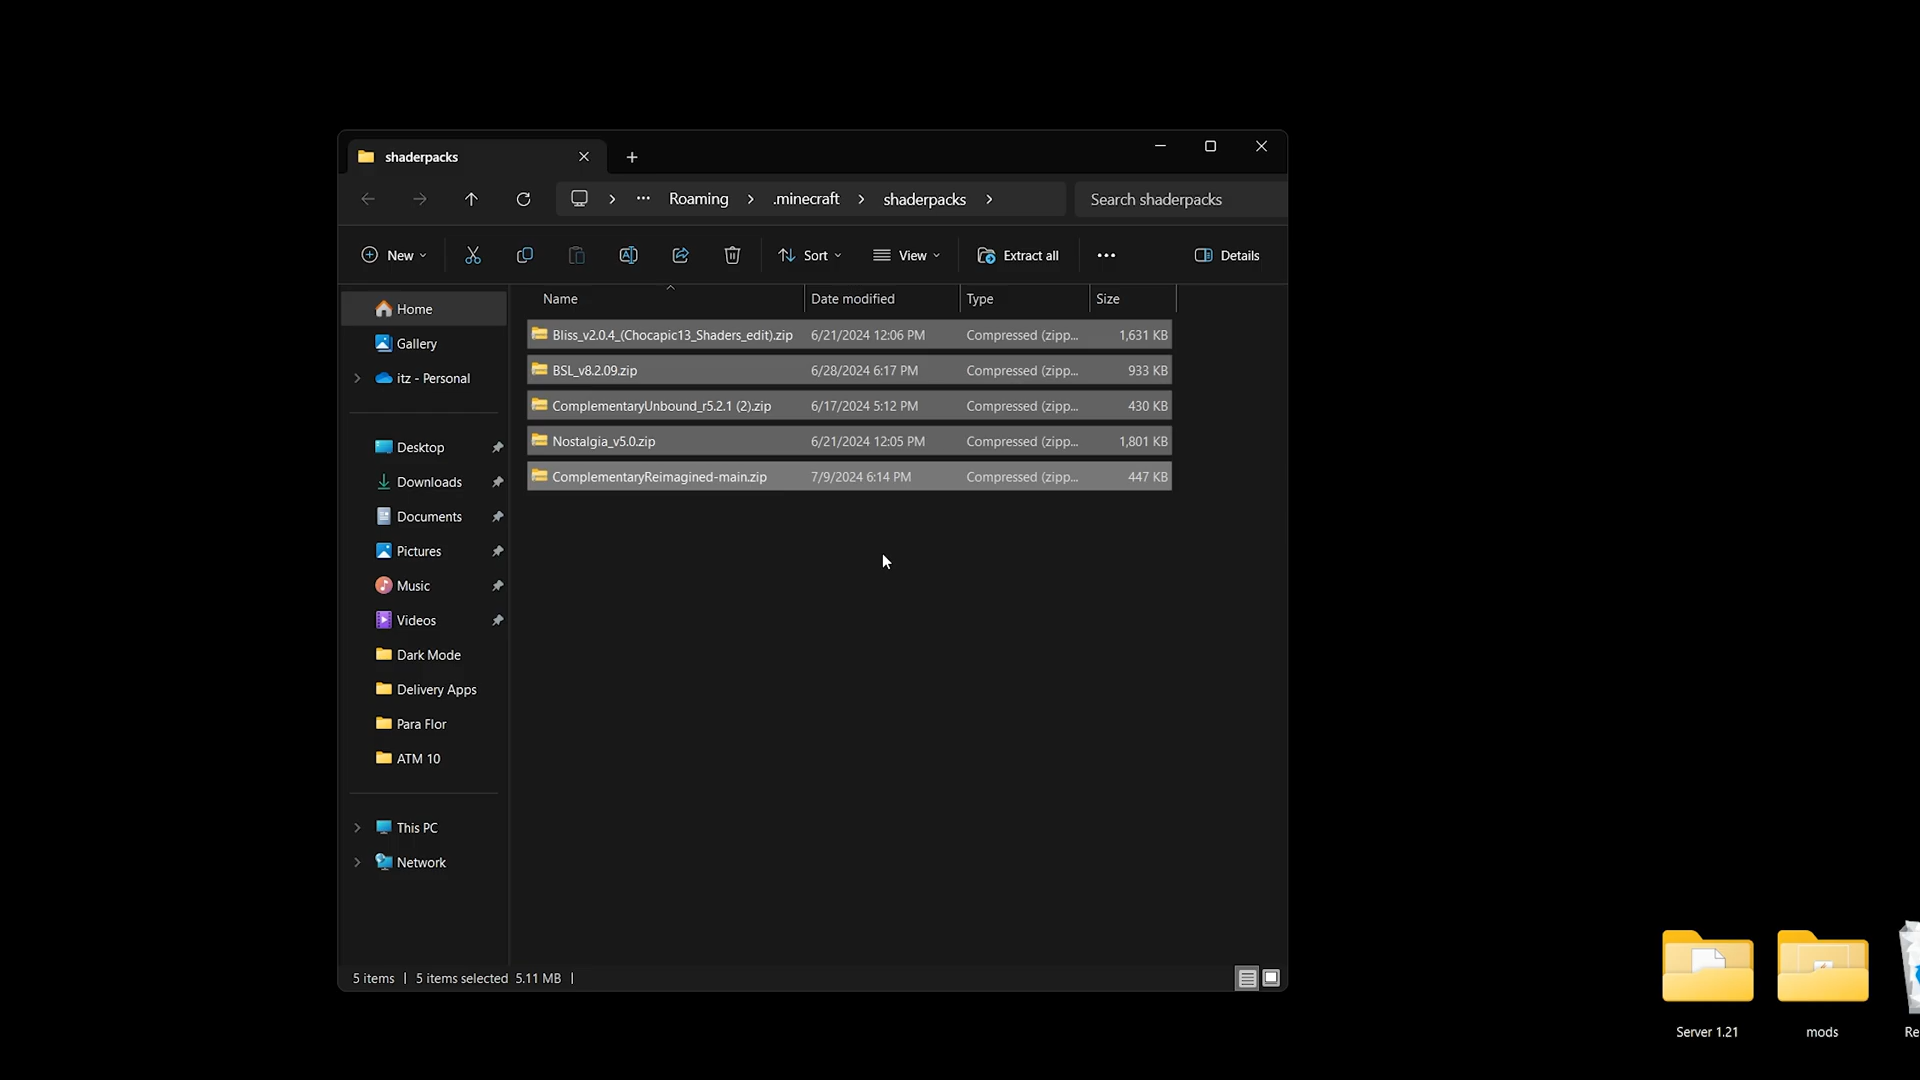 shaderpacks
Roaming > .minecraft > shaderpacks >
Search shaderpacks
New
Sort
View
Extract all
Details
Name Date modified Type Size
Bliss_v2.0.4_(Chocapic13_Shaders_edit).zip 6/21/2024 12:06 PM Compressed (zipp... 1,631 KB
BSL_v8.2.09.zip 6/28/2024 6:17 PM Compressed (zipp... 933 KB
ComplementaryUnbound_r5.2.1 (2).zip 6/17/2024 5:12 PM Compressed (zipp... 430 KB
Nostalgia_v5.0.zip 6/21/2024 12:05 PM Compressed (zipp... 1,801 KB
ComplementaryReimagined-main.zip 7/9/2024 6:14 PM Compressed (zipp... 447 KB
Home
Gallery
itz - Personal
Desktop
Downloads
Documents
Pictures
Music
Videos
Dark Mode
Delivery Apps
Para Flor
ATM 10
This PC
Network
5 items | 5 items selected 5.11 MB |
Server 1.21
mods
Re